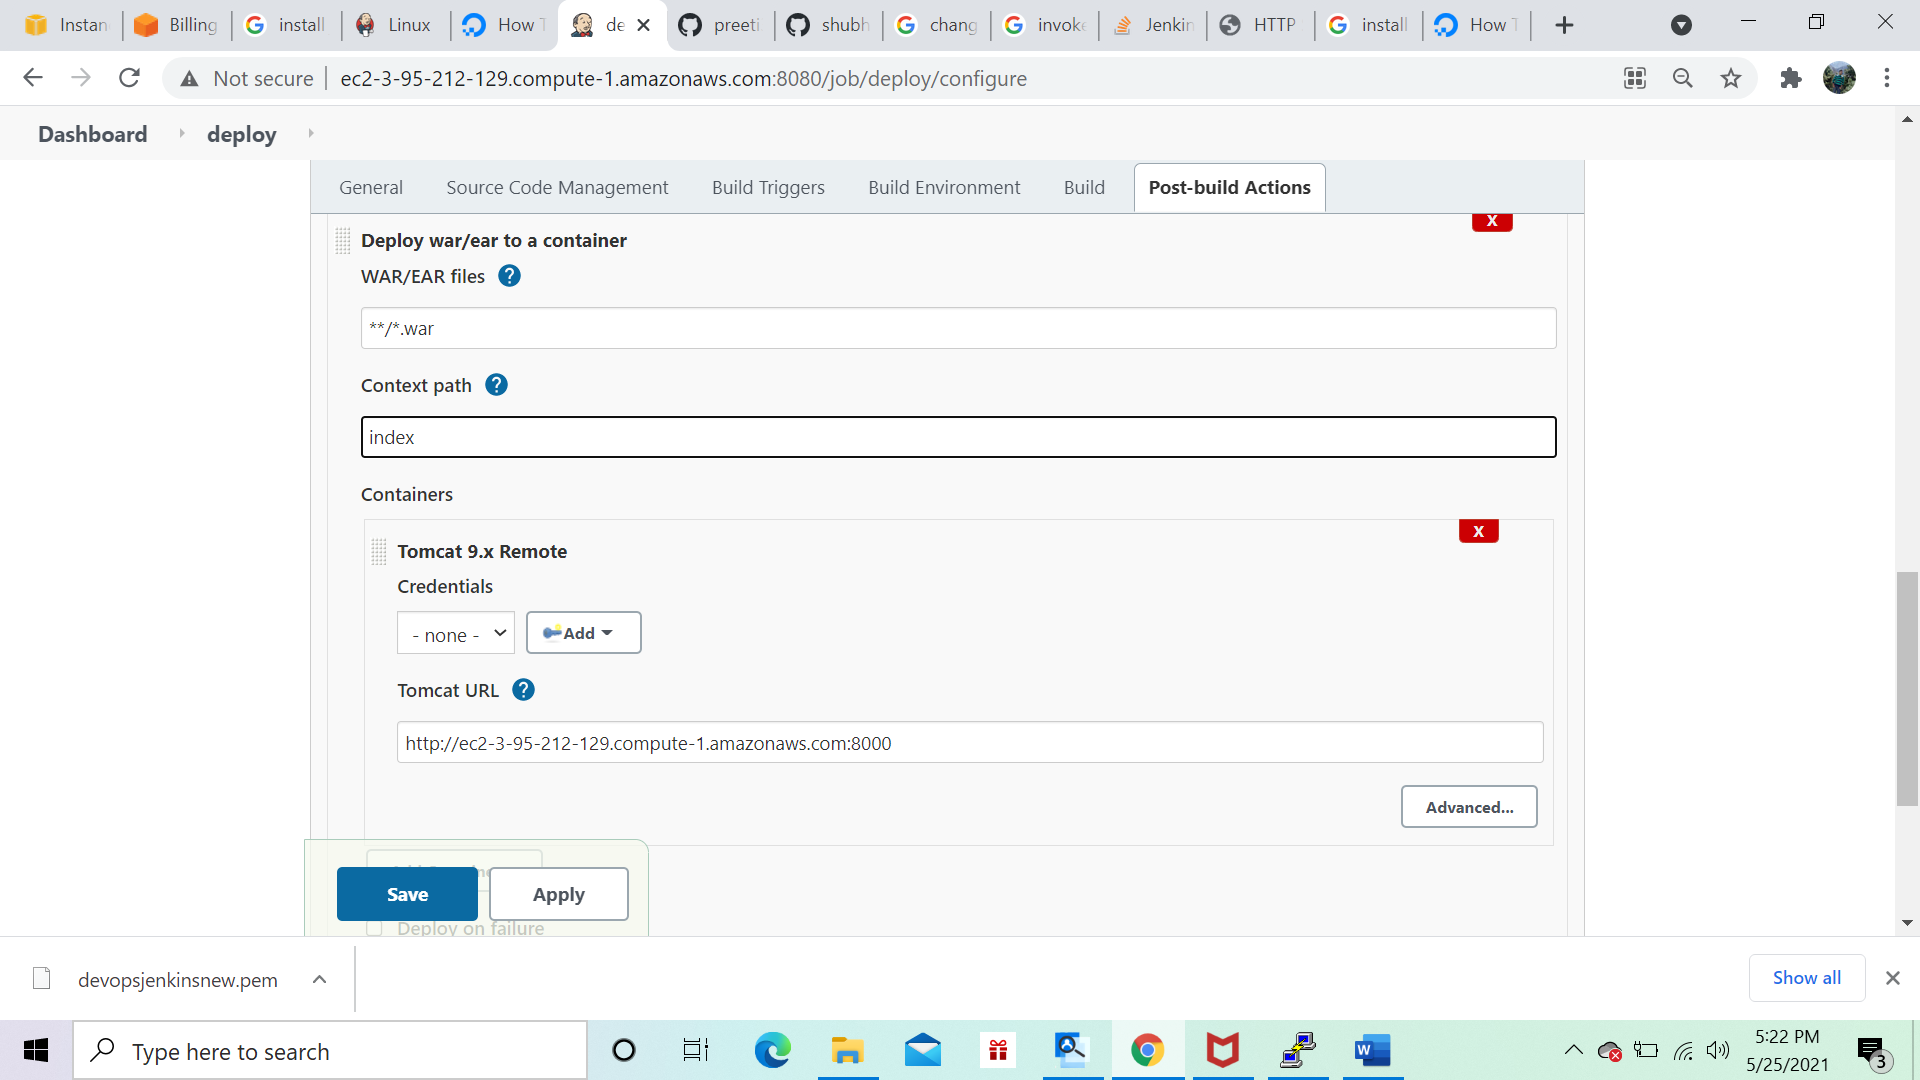 Instan
Billing
install
Linux
How T
de
preeti
shubh
chang
invoke
Jenkin
HTTP
install
How T
Not secure
ec2-3-95-212-129.compute-1.amazonaws.com:8080/job/deploy/configure
Dashboard deploy
General Source Code Management Build Triggers Build Environment Build Post-build Actions
X
Deploy war/ear to a container
WAR/EAR files ?
**/*.war
Context path ?
index
Containers
X
Tomcat 9.x Remote
Credentials
- none - Add
Tomcat URL ?
http://ec2-3-95-212-129.compute-1.amazonaws.com:8000
Advanced...
Save Apply
Deploy on failure
devopsjenkinsnew.pem
Show all
Type here to search
W
5:22 PM
5/25/2021
3